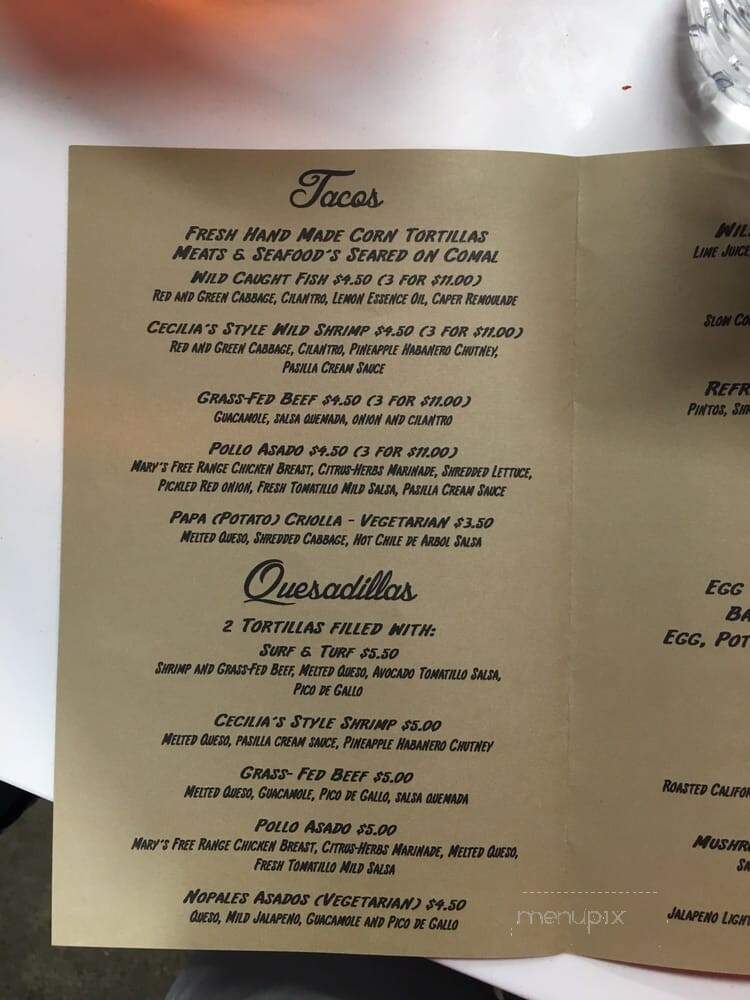 Tacos
Fresh Hand Made Corn Tortillas
Meats & Seafood's Seared on Comal
Wild Caught Fish $4.50 (3 for $11.00)
Red and Green Cabbage, Cilantro, Lemon Essence Oil, Caper Remoulade
Cecilia's Style Wild Shrimp $4.50 (3 for $11.00)
Red and Green Cabbage, Cilantro, Pineapple Habanero Chutney,
Pasilla Cream Sauce
Grass-Fed Beef $4.50 (3 for $11.00)
Guacamole, salsa quemada, onion and cilantro
Pollo Asado $4.50 (3 for $11.00)
Mary's Free Range Chicken Breast, Citrus-Herbs Marinade, Shredded Lettuce,
Pickled Red onion, Fresh Tomatillo Mild Salsa, Pasilla Cream Sauce
Papa (Potato) Criolla - Vegetarian $3.50
Melted Queso, Shredded Cabbage, Hot Chile de Arbol Salsa
Quesadillas
2 Tortillas filled with:
Surf & Turf $5.50
Shrimp and Grass-Fed Beef, Melted Queso, Avocado Tomatillo Salsa,
Pico de Gallo
Cecilia's Style Shrimp $5.00
Melted Queso, pasilla cream sauce, Pineapple Habanero Chutney
Grass- Fed Beef $5.00
Melted Queso, Guacamole, Pico de Gallo, salsa quemada
Pollo Asado $5.00
Mary's Free Range Chicken Breast, Citrus-Herbs Marinade, Melted Queso,
Fresh Tomatillo Mild Salsa
Nopales Asados (Vegetarian) $4.50
Queso, Mild Jalapeno, Guacamole and Pico de Gallo
Lime Juice
Slow
Pintos,
Egg
Egg,
Roasted
Jalapeno Light
menupix